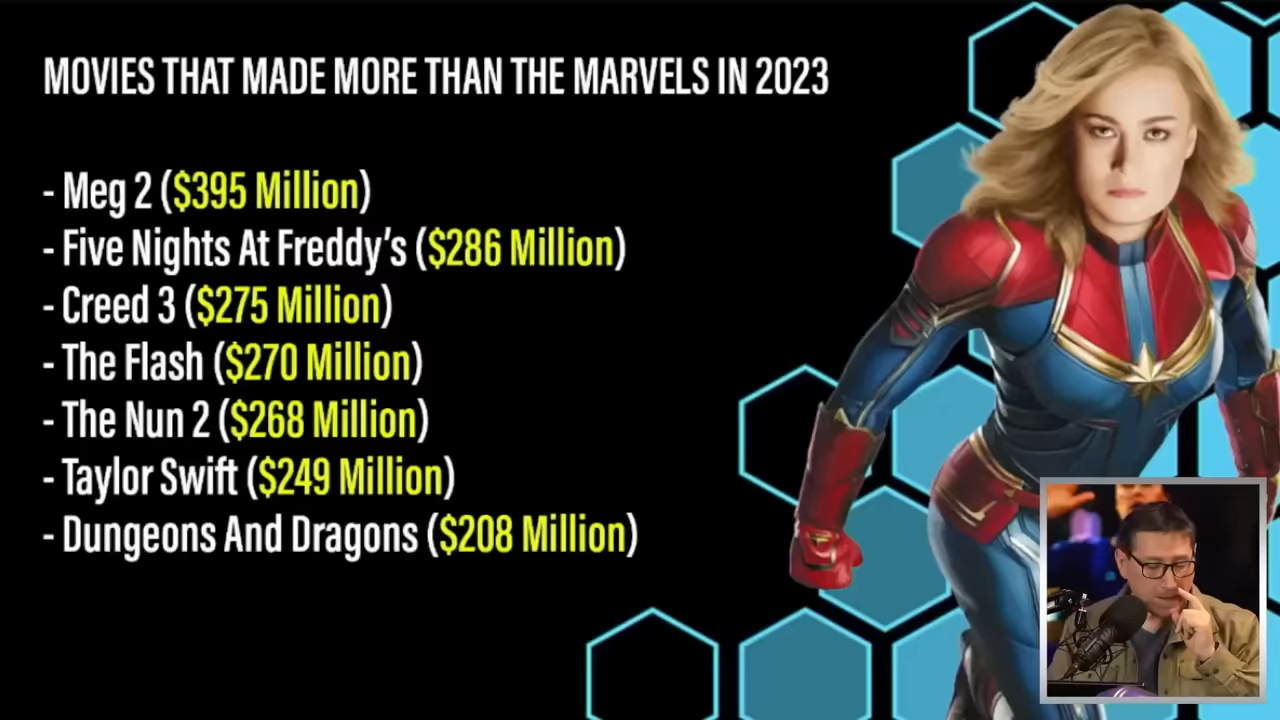 MOVIES THAT MADE MORE THAN THE MARVELS IN 2023
- Meg 2 ($395 Million)
- Five Nights At Freddy's ($286 Million)
- Creed 3 ($275 Million)
- The Flash ($270 Million)
- The Nun 2 ($268 Million)
- Taylor Swift ($249 Million)
- Dungeons And Dragons ($208 Million)